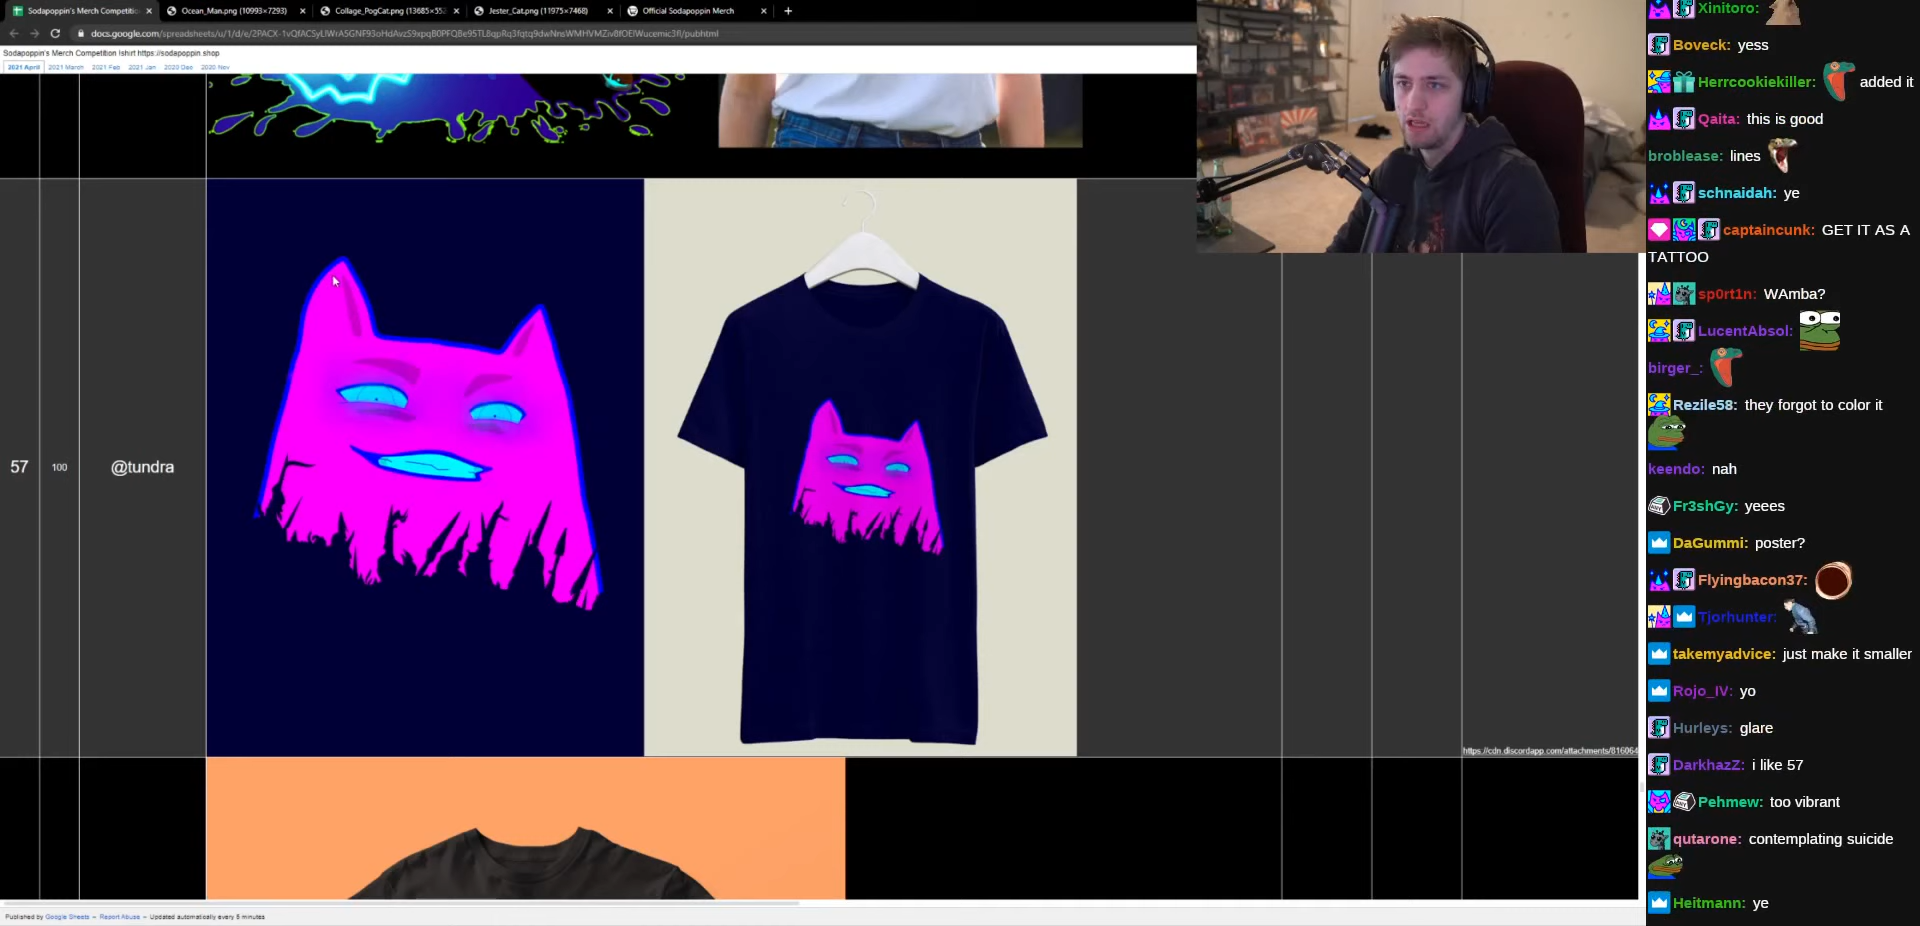 Sodapoppin's Merch Competitio
Ocean_Man.png (10993×7293)
Collage_PogCat.png (13685×55
Jester_Cat.png (11975×7468)
Official Sodapoppin Merch
Sodapoppin's Merch Competition !shirt https://sodapoppin.shop
2021 April 2021 March 2021 Feb 2021 Jan 2020 Dec 2020 Nov
57 100 @tundra
https://cdn.discordapp.com/attachments/816064
Published by Google Sheets – Report Abuse – Updated automatically every 5 minutes
Xinitoro:
Boveck: yess
Herrcookiekiller: added it
Qaita: this is good
broblease: lines
schnaidah: ye
captaincunk: GET IT AS A
TATTOO
sp0rt1n: WAmba?
LucentAbsol:
birger_:
Rezile58: they forgot to color it
keendo: nah
Fr3shGy: yeees
DaGummi: poster?
Flyingbacon37:
Tjorhunter:
takemyadvice: just make it smaller
Rojo_IV: yo
Hurleys: glare
DarkhazZ: i like 57
Pehmew: too vibrant
qutarone: contemplating suicide
Heitmann: ye